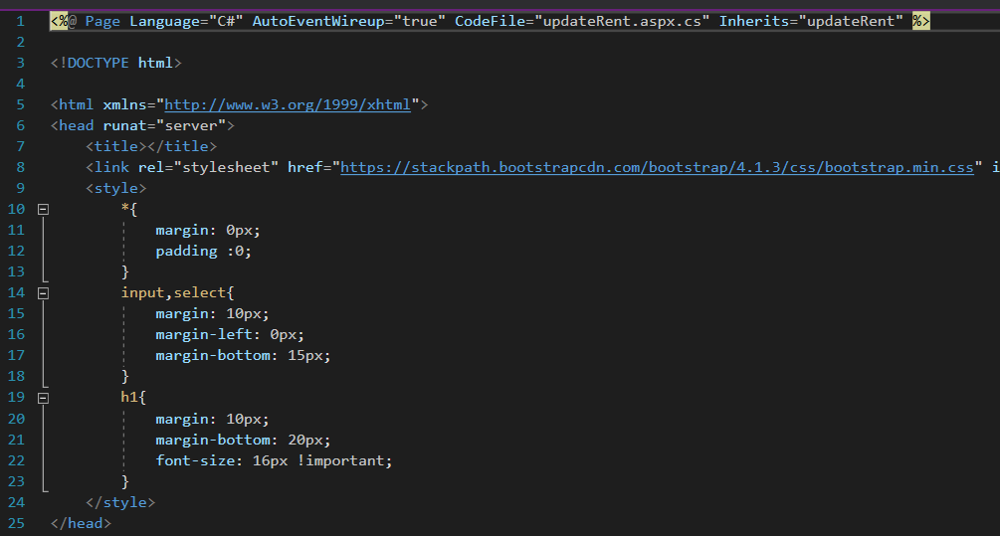 1 <%@ Page Language="C#" AutoEventWireup="true" CodeFile="updateRent.aspx.cs" Inherits="updateRent" %>
2
3 <!DOCTYPE html>
4
5 <html xmlns="http://www.w3.org/1999/xhtml">
6 <head runat="server">
7     <title></title>
8     <link rel="stylesheet" href="https://stackpath.bootstrapcdn.com/bootstrap/4.1.3/css/bootstrap.min.css" i
9     <style>
10         *{
11             margin: 0px;
12             padding :0;
13         }
14         input,select{
15             margin: 10px;
16             margin-left: 0px;
17             margin-bottom: 15px;
18         }
19         h1{
20             margin: 10px;
21             margin-bottom: 20px;
22             font-size: 16px !important;
23         }
24     </style>
25 </head>